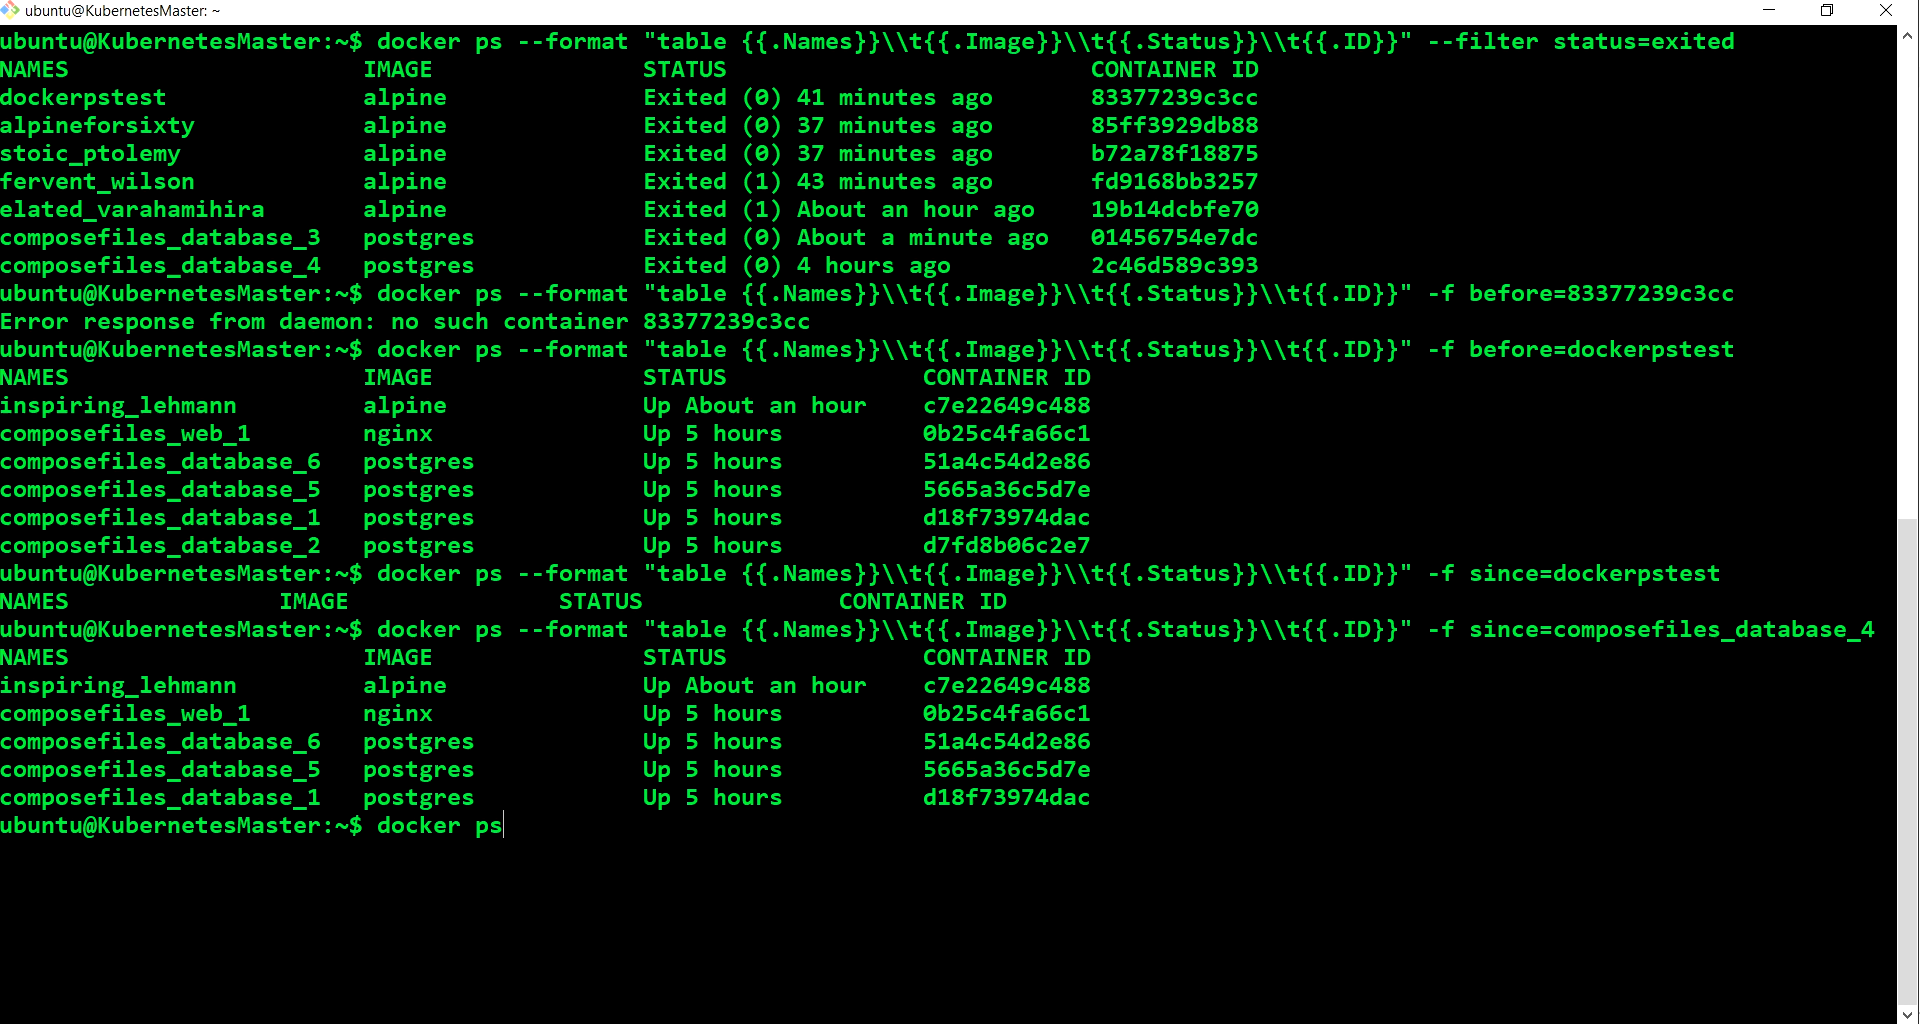 ubuntu@KubernetesMaster: ~
ubuntu@KubernetesMaster:~$ docker ps --format "table {{.Names}}\\t{{.Image}}\\t{{.Status}}\\t{{.ID}}" --filter status=exited
NAMES IMAGE STATUS CONTAINER ID
dockerpstest alpine Exited (0) 41 minutes ago 83377239c3cc
alpineforsixty alpine Exited (0) 37 minutes ago 85ff3929db88
stoic_ptolemy alpine Exited (0) 37 minutes ago b72a78f18875
fervent_wilson alpine Exited (1) 43 minutes ago fd9168bb3257
elated_varahamihira alpine Exited (1) About an hour ago 19b14dcbfe70
composefiles_database_3 postgres Exited (0) About a minute ago 01456754e7dc
composefiles_database_4 postgres Exited (0) 4 hours ago 2c46d589c393
ubuntu@KubernetesMaster:~$ docker ps --format "table {{.Names}}\\t{{.Image}}\\t{{.Status}}\\t{{.ID}}" -f before=83377239c3cc
Error response from daemon: no such container 83377239c3cc
ubuntu@KubernetesMaster:~$ docker ps --format "table {{.Names}}\\t{{.Image}}\\t{{.Status}}\\t{{.ID}}" -f before=dockerpstest
NAMES IMAGE STATUS CONTAINER ID
inspiring_lehmann alpine Up About an hour c7e22649c488
composefiles_web_1 nginx Up 5 hours 0b25c4fa66c1
composefiles_database_6 postgres Up 5 hours 51a4c54d2e86
composefiles_database_5 postgres Up 5 hours 5665a36c5d7e
composefiles_database_1 postgres Up 5 hours d18f73974dac
composefiles_database_2 postgres Up 5 hours d7fd8b06c2e7
ubuntu@KubernetesMaster:~$ docker ps --format "table {{.Names}}\\t{{.Image}}\\t{{.Status}}\\t{{.ID}}" -f since=dockerpstest
NAMES IMAGE STATUS CONTAINER ID
ubuntu@KubernetesMaster:~$ docker ps --format "table {{.Names}}\\t{{.Image}}\\t{{.Status}}\\t{{.ID}}" -f since=composefiles_database_4
NAMES IMAGE STATUS CONTAINER ID
inspiring_lehmann alpine Up About an hour c7e22649c488
composefiles_web_1 nginx Up 5 hours 0b25c4fa66c1
composefiles_database_6 postgres Up 5 hours 51a4c54d2e86
composefiles_database_5 postgres Up 5 hours 5665a36c5d7e
composefiles_database_1 postgres Up 5 hours d18f73974dac
ubuntu@KubernetesMaster:~$ docker ps